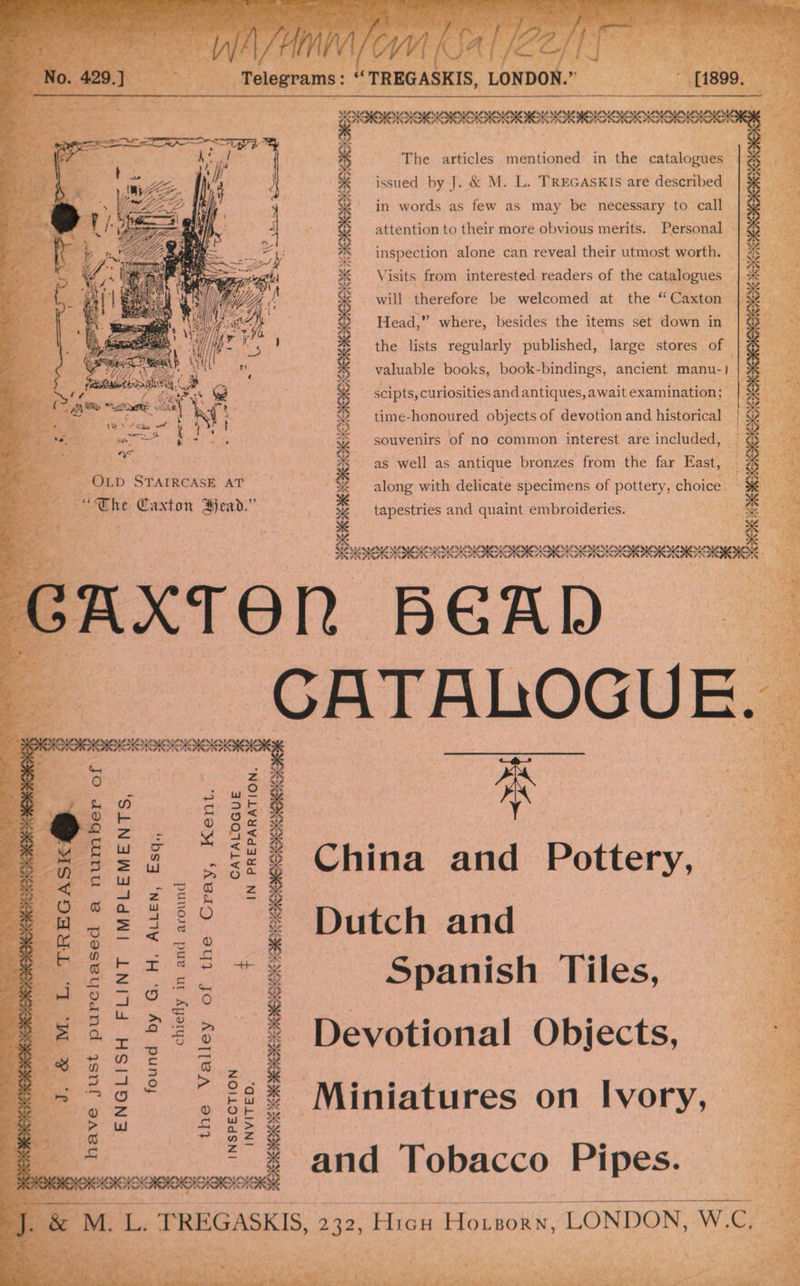 No. 429.] Telegrams: “TREGASKIS, LONDON.” [1899.
OLD STAIRCASE AT
“The Caxton Head.”
The articles mentioned in the catalogues
issued by J. & M. L. TREGASKIS are described
in words as few as may be necessary to call
attention to their more obvious merits. Personal
inspection alone can reveal their utmost worth.
Visits from interested readers of the catalogues
will therefore be welcomed at the “Caxton
Head,” where, besides the items set down in
the lists regularly published, large stores of
valuable books, book-bindings, ancient manu-
scipts, curiosities and antiques, await examination;
time-honoured objects of devotion and historical
souvenirs of no common interest are included,
as well as antique bronzes from the far East,
along with delicate specimens of pottery, choice
tapestries and quaint embroideries.
CAXTON HEAD
CATALOGUE.
J. & M. L. TREGASK
have just purchased a number of
ENGLISH FLINT IMPLEMENTS,
found by G. H. ALLEN, Esq.,
chiefly in and around
the Valley of the Cray, Kent.
INSPECTION CATALOGUE
INVITED. IN PREPARATION.
China and Pottery,
Dutch and
Spanish Tiles,
Devotional Objects,
Miniatures on Ivory,
and Tobacco Pipes.
J. & M. L. TREGASKIS, 232, HIGH HOLBORN, LONDON, W.C.